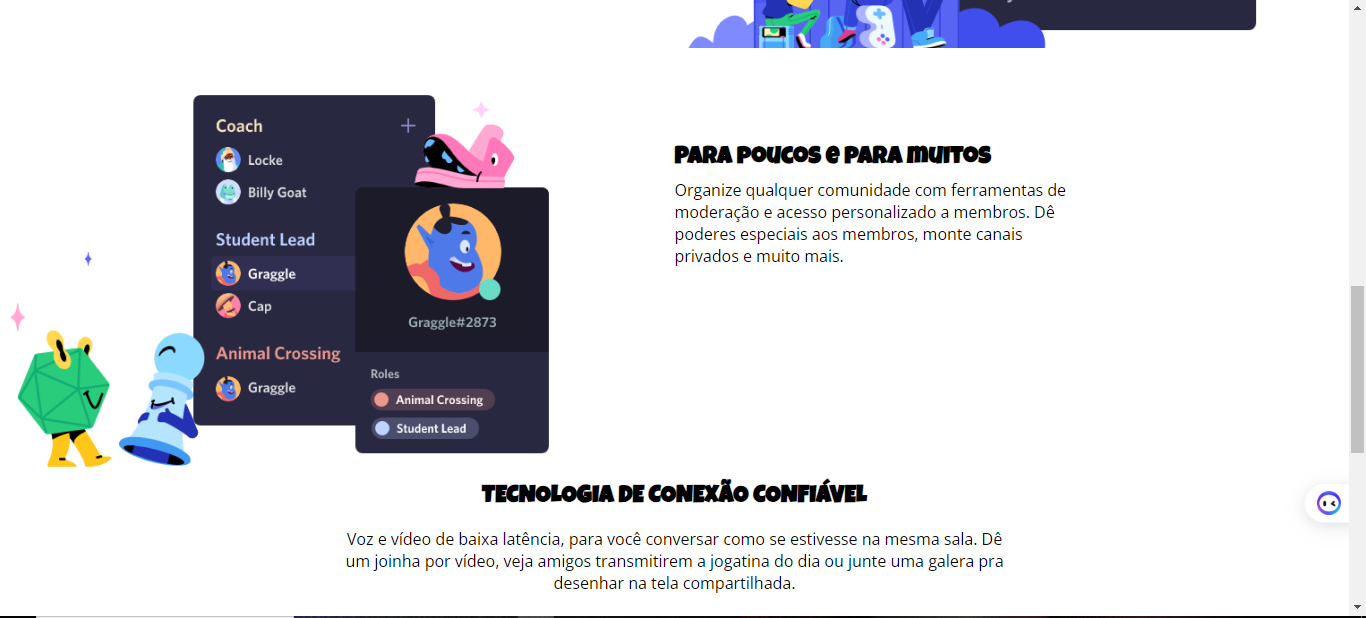 Coach
Locke
Billy Goat
Student Lead
Graggle
Cap
Animal Crossing
Graggle
Graggle#2873
Roles
Animal Crossing
Student Lead
Para poucos e para muitos
Organize qualquer comunidade com ferramentas de
moderação e acesso personalizado a membros. Dê
poderes especiais aos membros, monte canais
privados e muito mais.
TECNOLOGIA DE CONEXÃO CONFIÁVEL
Voz e vídeo de baixa latência, para você conversar como se estivesse na mesma sala. Dê
um joinha por vídeo, veja amigos transmitirem a jogatina do dia ou junte uma galera pra
desenhar na tela compartilhada.